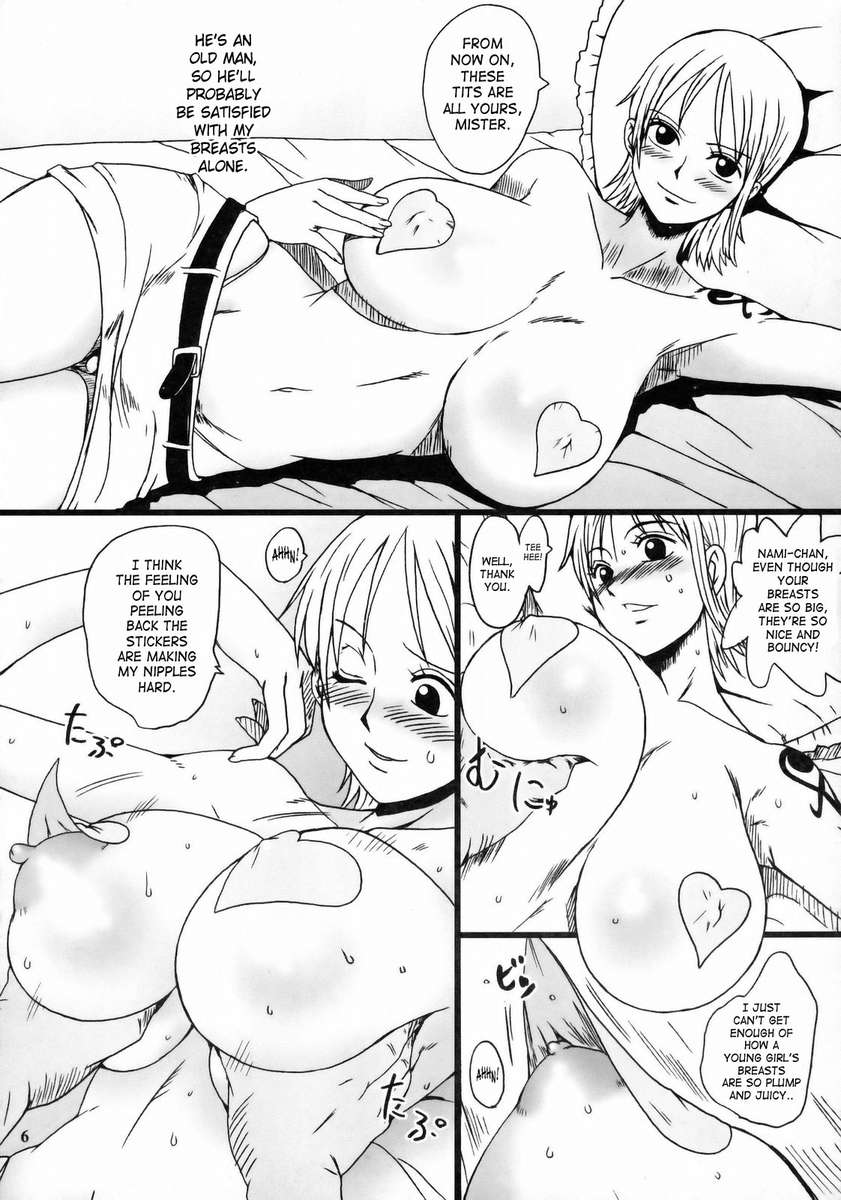 FROM
NOW ON,
THESE
TITS ARE
ALL YOURS,
MISTER.
HE'S AN
OLD MAN,
SO HE'LL
PROBABLY
BE SATISFIED
WITH MY
BREASTS
ALONE.
NAMI-CHAN,
EVEN THOUGH
YOUR
BREASTS
ARE SO BIG,
THEY'RE SO
NICE AND
BOUNCY!
TEE
HEE!
WELL,
THANK
YOU.
むにゅ
I JUST
CAN'T GET
ENOUGH OF
HOW A
YOUNG GIRL'S
BREASTS
ARE SO PLUMP
AND JUICY..
ビン
AHHN!
AHHN!
I THINK
THE FEELING
OF YOU
PEELING
BACK THE
STICKERS
ARE MAKING
MY NIPPLES
HARD.
たぷ
たぷ
6